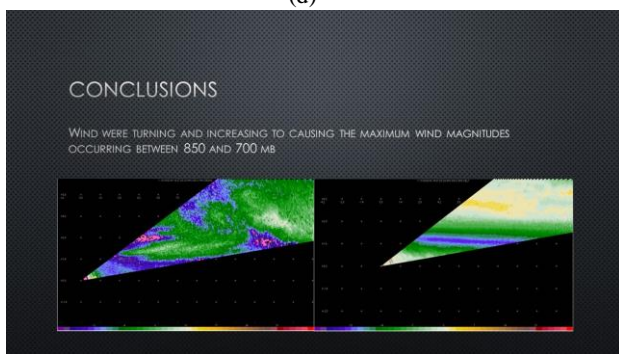 (d)
CONCLUSIONS
WIND WERE TURNING AND INCREASING TO CAUSING THE MAXIMUM WIND MAGNITUDES
OCCURRING BETWEEN 850 AND 700 MB